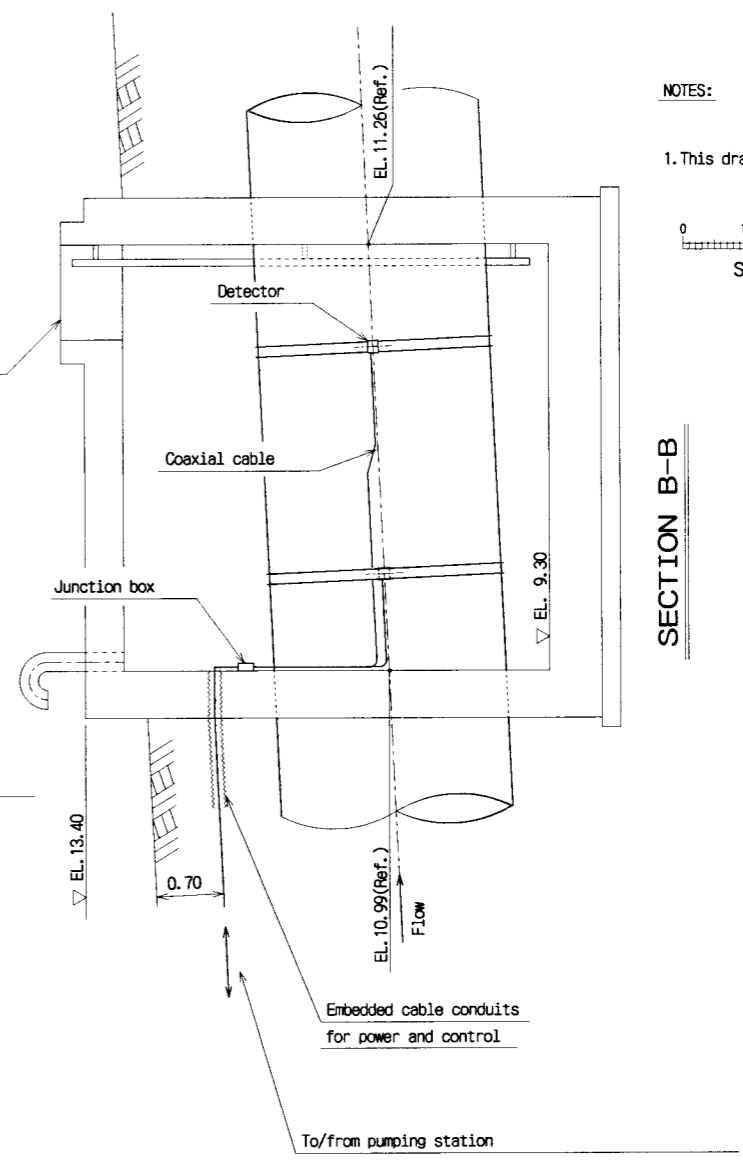 NOTES:
1.This dra
0 1
S
EL.11.26(Ref.)
Detector
Coaxial cable
Junction box
▽ EL. 9.30
SECTION B-B
▽ EL.13.40
0.70
EL.10.99(Ref.)
Flow
Embedded cable conduits
for power and control
To/from pumping station